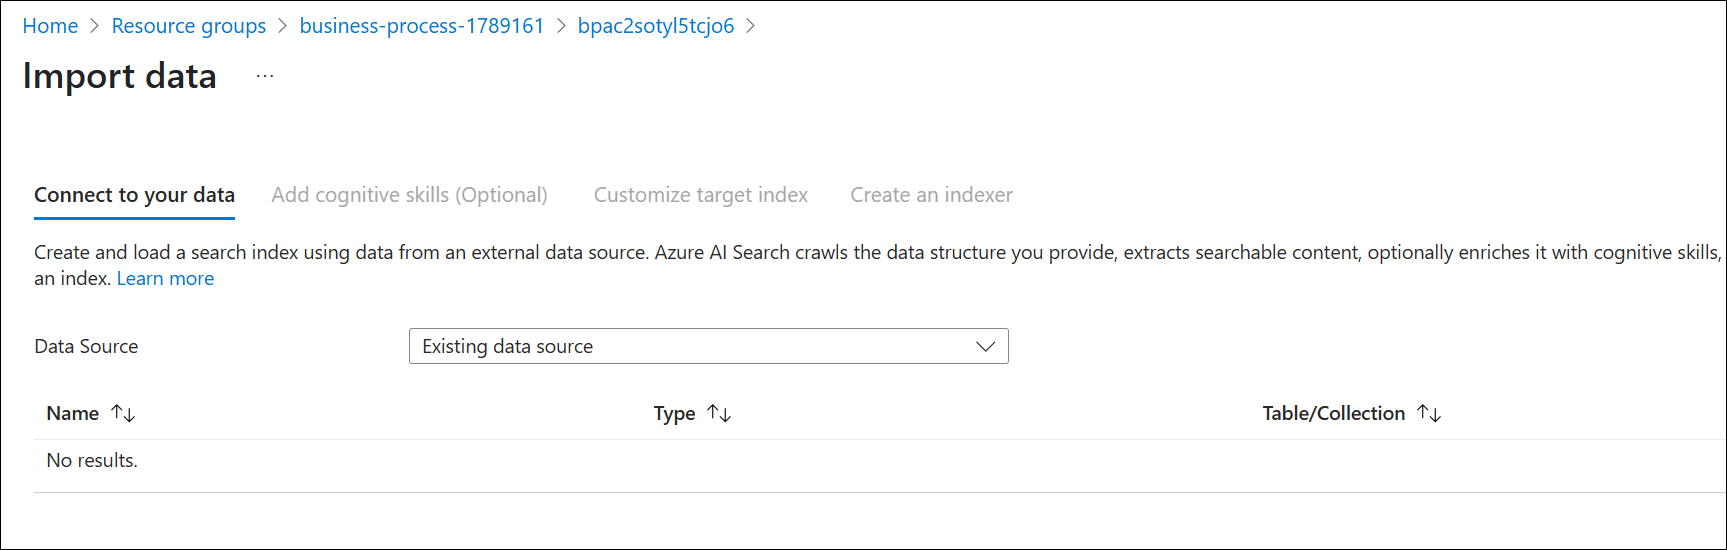 Home > Resource groups > business-process-1789161 > bpac2sotyl5tcjo6 >
Import data ...
Connect to your data Add cognitive skills (Optional) Customize target index Create an indexer
Create and load a search index using data from an external data source. Azure AI Search crawls the data structure you provide, extracts searchable content, optionally enriches it with cognitive skills,
an index. Learn more
Data Source Existing data source
Name ↑↓ Type ↑↓ Table/Collection ↑↓
No results.